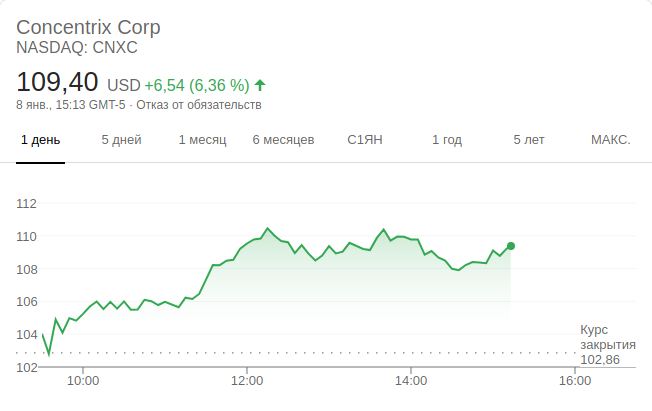 Concentrix Corp
NASDAQ: CNXC
109,40 USD +6,54 (6,36 %)
8 янв., 15:13 GMT-5 · Отказ от обязательств
1 день 5 дней 1 месяц 6 месяцев С1ЯН 1 год 5 лет МАКС.
112
110
108
106
104
102
Курс
закрытия
102,86
10:00 12:00 14:00 16:00